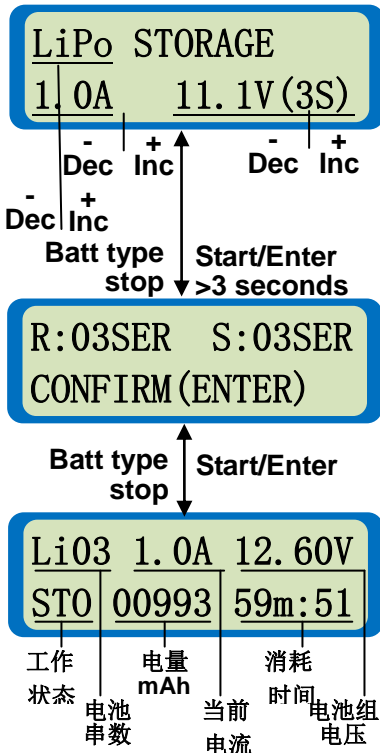 LiPo STORAGE
1.0A 11.1V(3S)
- + - +
Dec Inc Dec Inc
- +
Dec Inc
Batt type Start/Enter
stop >3 seconds
R:03SER S:03SER
CONFIRM(ENTER)
Batt type Start/Enter
stop
Li03 1.0A 12.60V
STO 00993 59m:51
工作 电量 消耗
状态 mAh 时间
电池 当前 电池组
串数 电流 电压